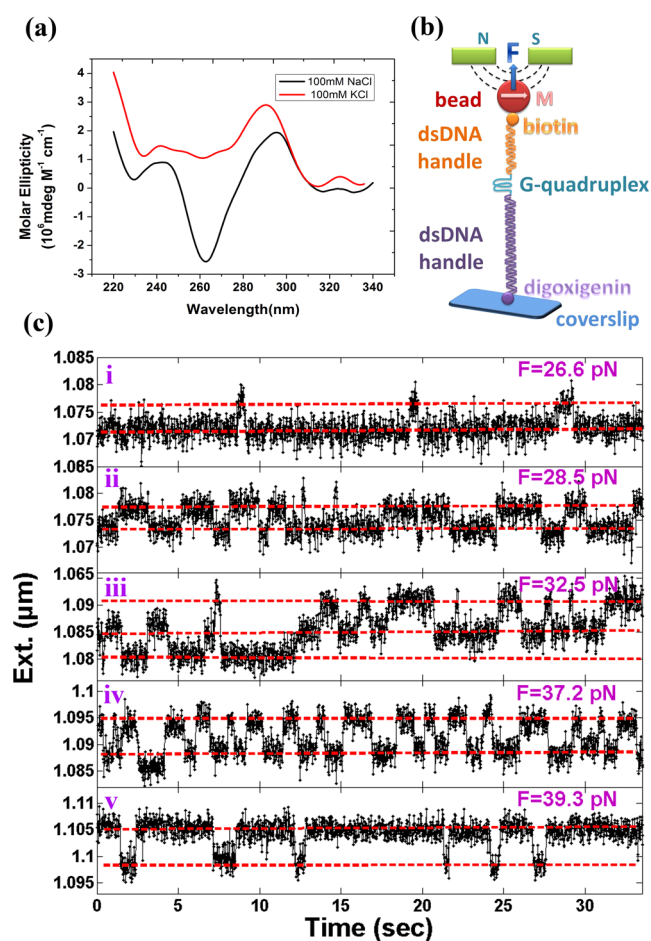 (a)
100mM NaCl
100mM KCl
Molar Ellipticity
(10⁶mdeg M⁻¹ cm⁻¹)
4
3
2
1
0
-1
-2
-3
220 240 260 280 300 320 340
Wavelength(nm)
(b)
N S
F
bead M
biotin
dsDNA
handle
G-quadruplex
dsDNA
handle
digoxigenin
coverslip
(c)
Ext. (µm)
1.085
i F=26.6 pN
1.08
1.075
1.07
1.085
ii F=28.5 pN
1.08
1.075
1.07
1.065
iii F=32.5 pN
1.09
1.085
1.08
1.1
iv F=37.2 pN
1.095
1.09
1.085
1.11
v F=39.3 pN
1.105
1.1
1.095
0 5 10 15 20 25 30
Time (sec)